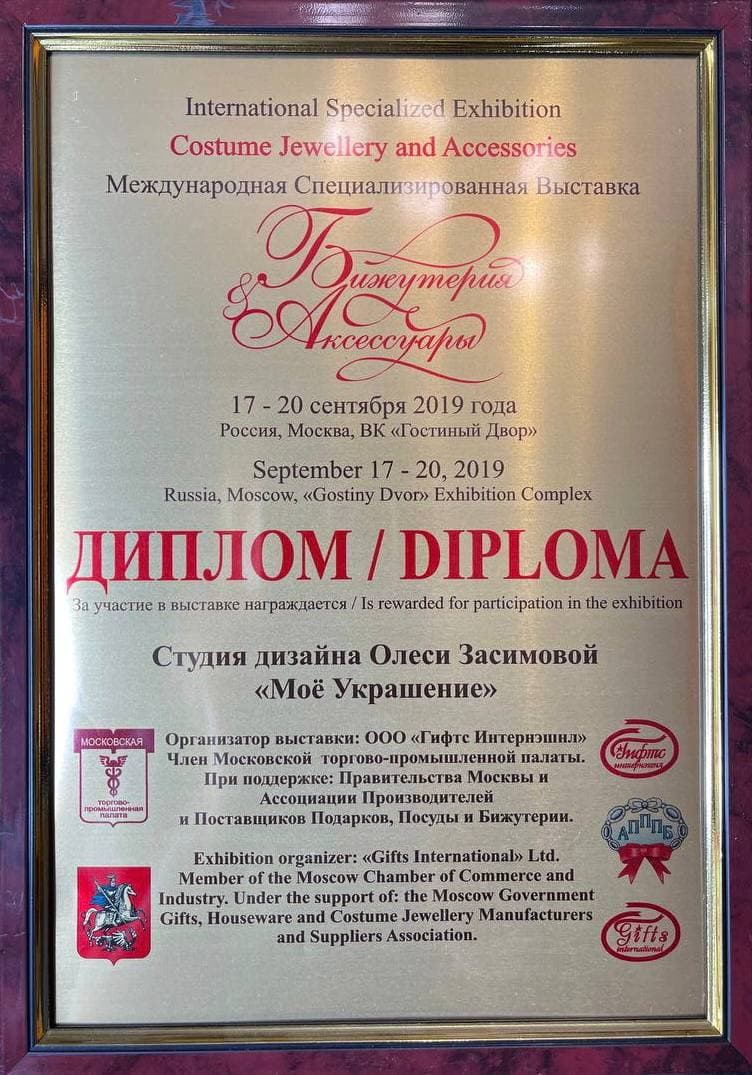 International Specialized Exhibition
Costume Jewellery and Accessories
Международная Специализированная Выставка
Бижутерия
& Аксессуары
17 - 20 сентября 2019 года
Россия, Москва, ВК «Гостиный Двор»
September 17 - 20, 2019
Russia, Moscow, «Gostiny Dvor» Exhibition Complex
ДИПЛОМ / DIPLOMA
За участие в выставке награждается / Is rewarded for participation in the exhibition
Студия дизайна Олеси Засимовой
«Моё Украшение»
МОСКОВСКАЯ
торгово-
промышленная
палата
Организатор выставки: ООО «Гифтс Интернэшнл»
Член Московской торгово-промышленной палаты.
При поддержке: Правительства Москвы и
Ассоциации Производителей
и Поставщиков Подарков, Посуды и Бижутерии.
Гифтс
интернэшнл
АПППБ
Exhibition organizer: «Gifts International» Ltd.
Member of the Moscow Chamber of Commerce and
Industry. Under the support of: the Moscow Government
Gifts, Houseware and Costume Jewellery Manufacturers
and Suppliers Association.
Gifts
international